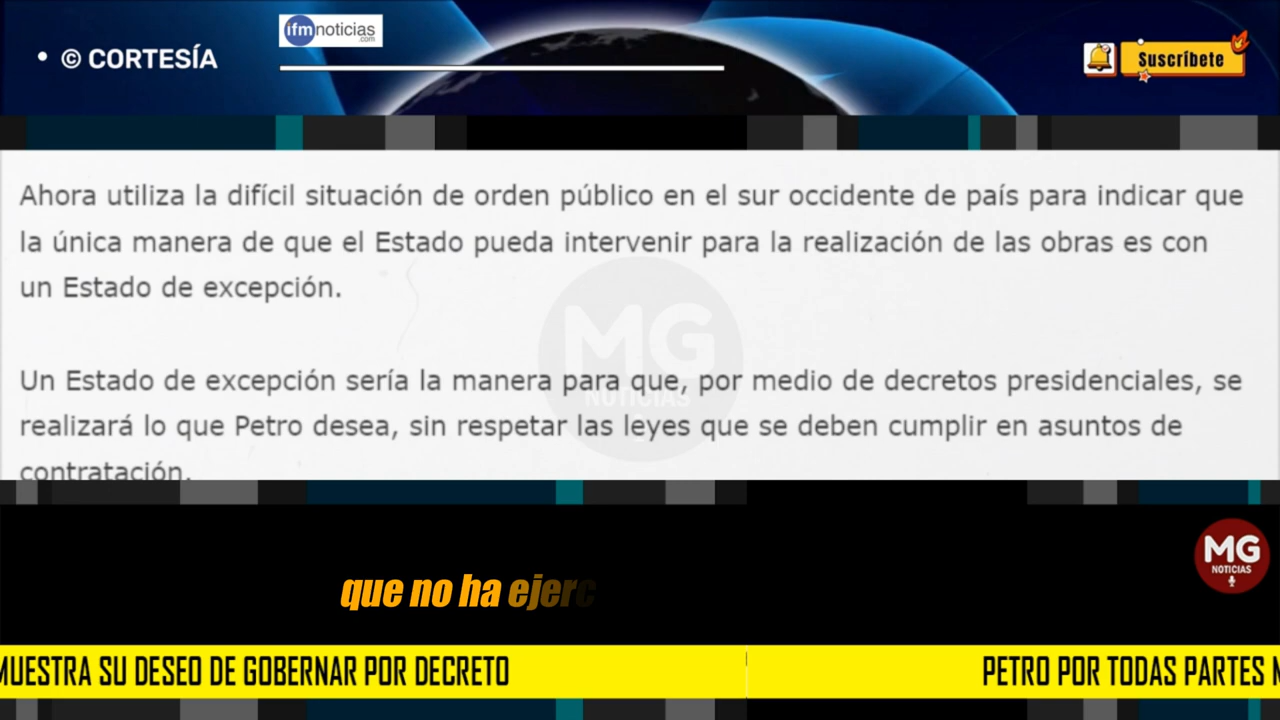 • © CORTESÍA
ifmnoticias
.com
Suscríbete
Ahora utiliza la difícil situación de orden público en el sur occidente de país para indicar que
la única manera de que el Estado pueda intervenir para la realización de las obras es con
un Estado de excepción.
Un Estado de excepción sería la manera para que, por medio de decretos presidenciales, se
realizará lo que Petro desea, sin respetar las leyes que se deben cumplir en asuntos de
contratación.
MG
NOTICIAS
que no ha ejerc
MG
NOTICIAS
MUESTRA SU DESEO DE GOBERNAR POR DECRETO
PETRO POR TODAS PARTES